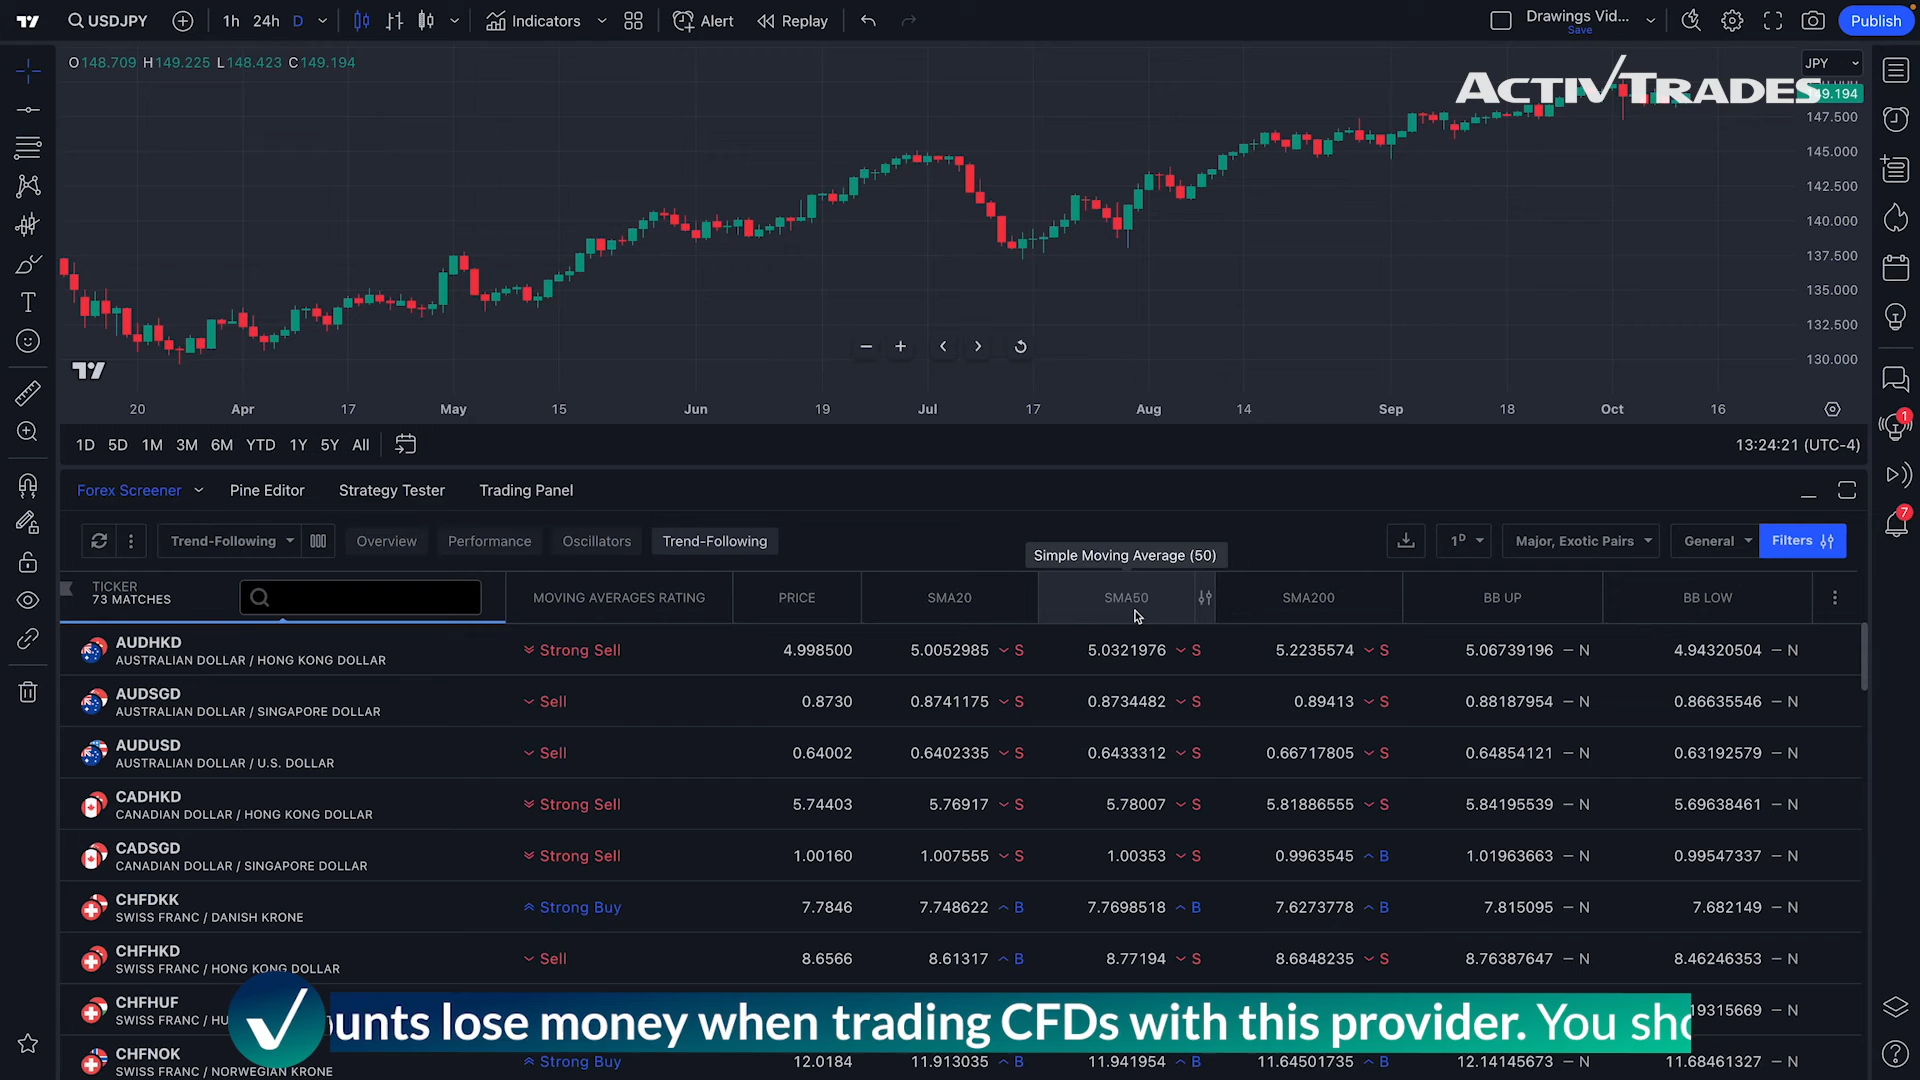 USDJPY 1h 24h D Indicators Alert Replay Drawings Vid... Publish
Save
O148.709 H149.225 L148.423 C149.194
JPY
ACTIVTRADES
149.194
147.500
145.000
142.500
140.000
137.500
135.000
132.500
130.000
20 Apr 17 May 15 Jun 19 Jul 17 Aug 14 Sep 18 Oct 16
1D 5D 1M 3M 6M YTD 1Y 5Y All 13:24:21 (UTC-4)
1
Forex Screener Pine Editor Strategy Tester Trading Panel
7
Trend-Following Overview Performance Oscillators Trend-Following 1D Major, Exotic Pairs General Filters
Simple Moving Average (50)
TICKER
73 MATCHES
MOVING AVERAGES RATING PRICE SMA20 SMA50 SMA200 BB UP BB LOW
AUDHKD
AUSTRALIAN DOLLAR / HONG KONG DOLLAR
Strong Sell 4.998500 5.0052985 S 5.0321976 S 5.2235574 S 5.06739196 — N 4.94320504 — N
AUDSGD
AUSTRALIAN DOLLAR / SINGAPORE DOLLAR
Sell 0.8730 0.8741175 S 0.8734482 S 0.89413 S 0.88187954 — N 0.86635546 — N
AUDUSD
AUSTRALIAN DOLLAR / U.S. DOLLAR
Sell 0.64002 0.6402335 S 0.6433312 S 0.66717805 S 0.64854121 — N 0.63192579 — N
CADHKD
CANADIAN DOLLAR / HONG KONG DOLLAR
Strong Sell 5.74403 5.76917 S 5.78007 S 5.81886555 S 5.84195539 — N 5.69638461 — N
CADSGD
CANADIAN DOLLAR / SINGAPORE DOLLAR
Strong Sell 1.00160 1.007555 S 1.00353 S 0.9963545 B 1.01963663 — N 0.99547337 — N
CHFDKK
SWISS FRANC / DANISH KRONE
Strong Buy 7.7846 7.748622 B 7.7698518 B 7.6273778 B 7.815095 — N 7.682149 — N
CHFHKD
SWISS FRANC / HONG KONG DOLLAR
Sell 8.6566 8.61317 B 8.77194 S 8.6848235 S 8.76387647 — N 8.46246353 — N
CHFHUF
SWISS FRANC / HU
19315669 — N
ounts lose money when trading CFDs with this provider. You sho
CHFNOK
SWISS FRANC / NORWEGIAN KRONE
Strong Buy 12.0184 11.913035 B 11.941954 B 11.64501735 B 12.14145673 — N 11.68461327 — N